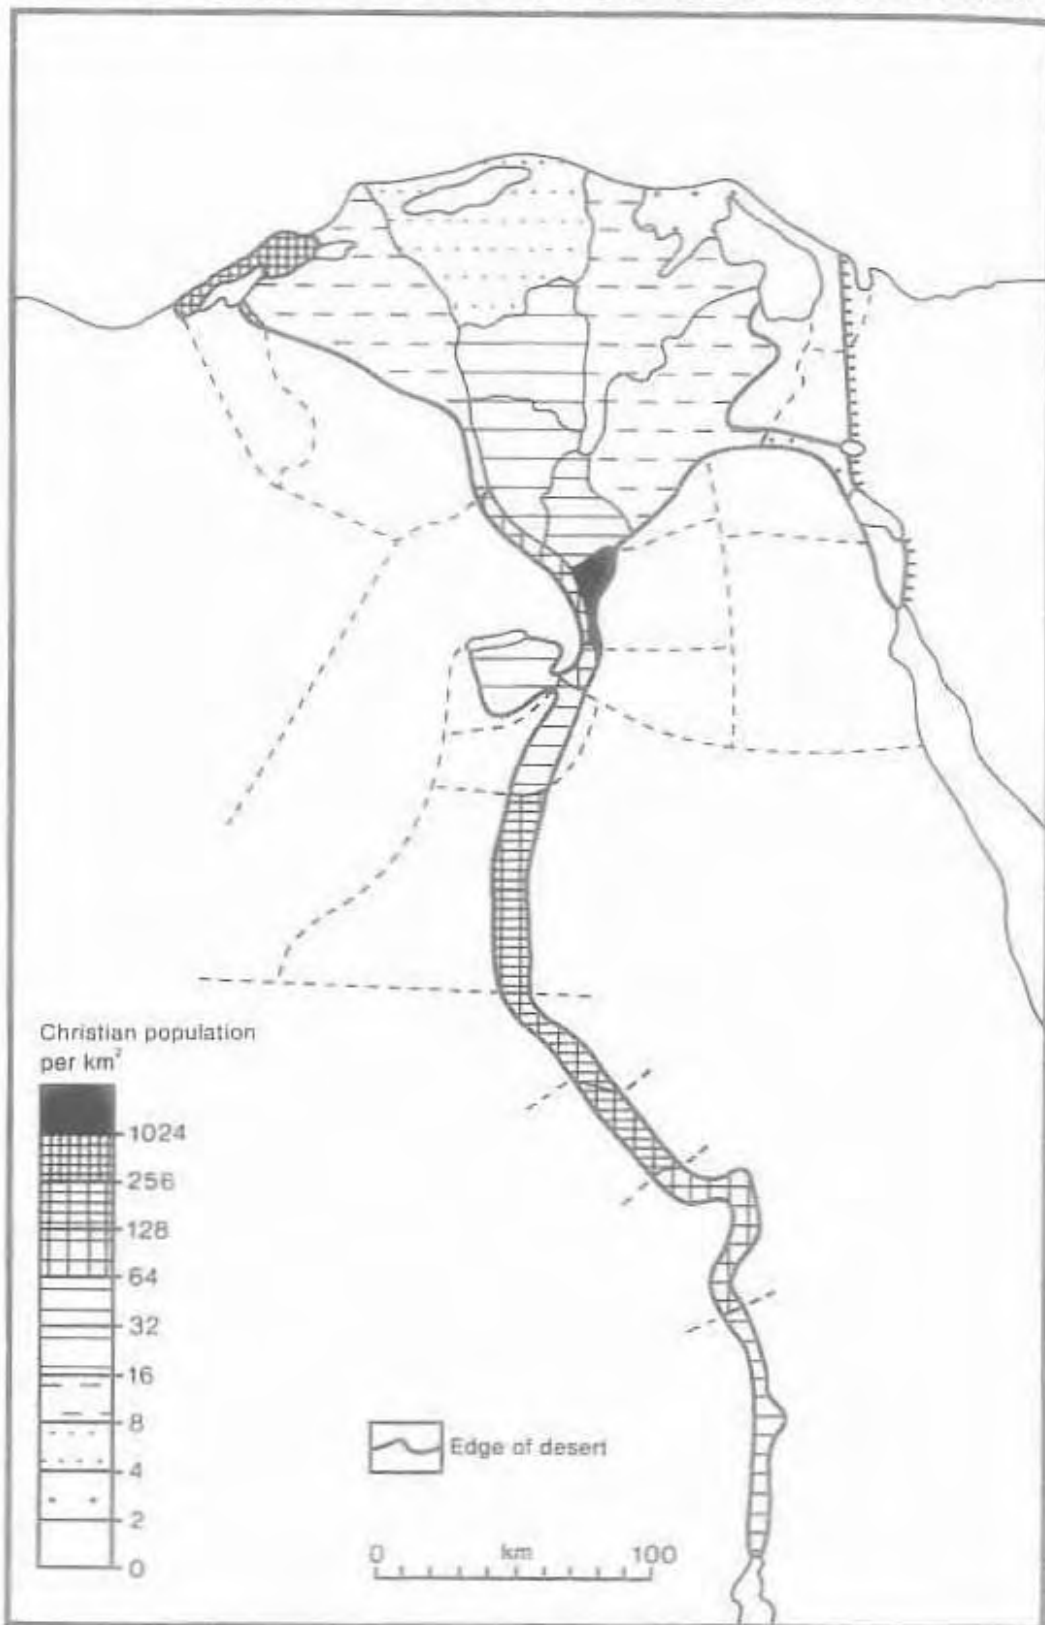 Christian population
per km²
1024
256
128
64
32
16
8
4
2
0
Edge of desert
0 km 100